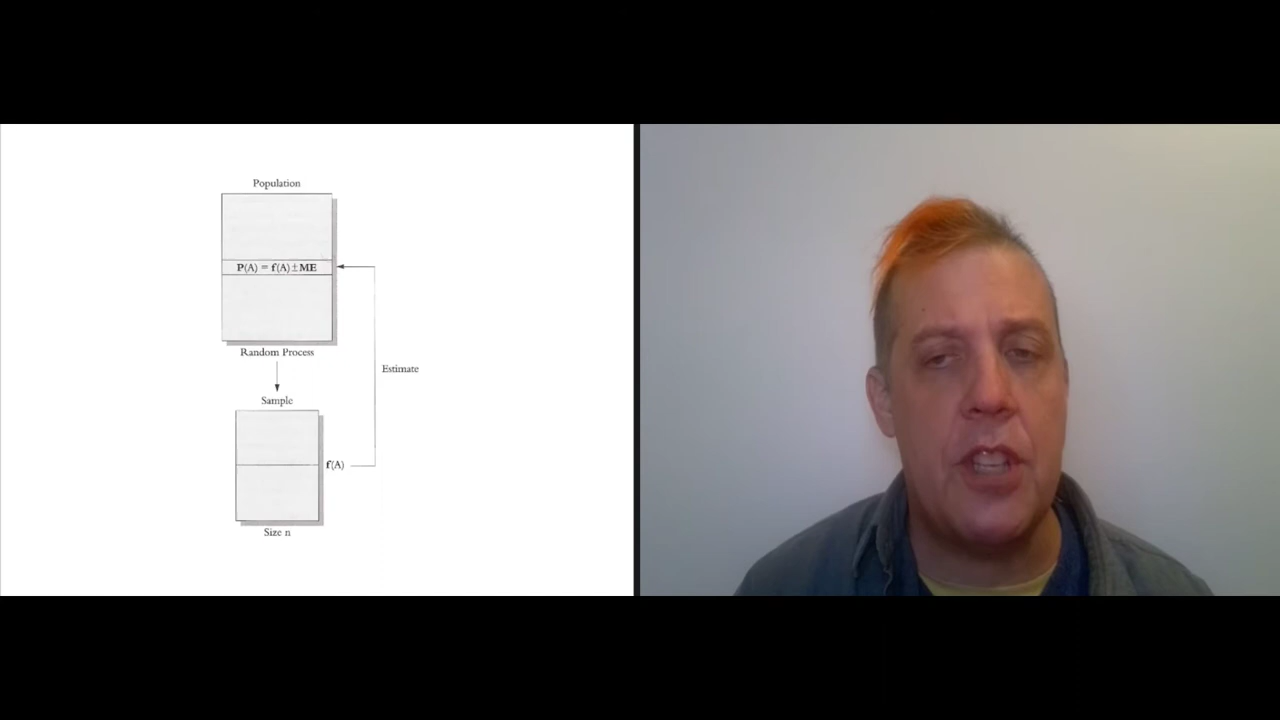 Population
P(A) = f(A)±ME
Random Process
Estimate
Sample
f(A)
Size n